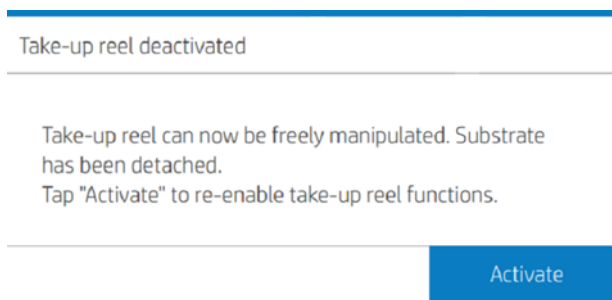 Take-up reel deactivated
Take-up reel can now be freely manipulated. Substrate
has been detached.
Tap "Activate" to re-enable take-up reel functions.
Activate